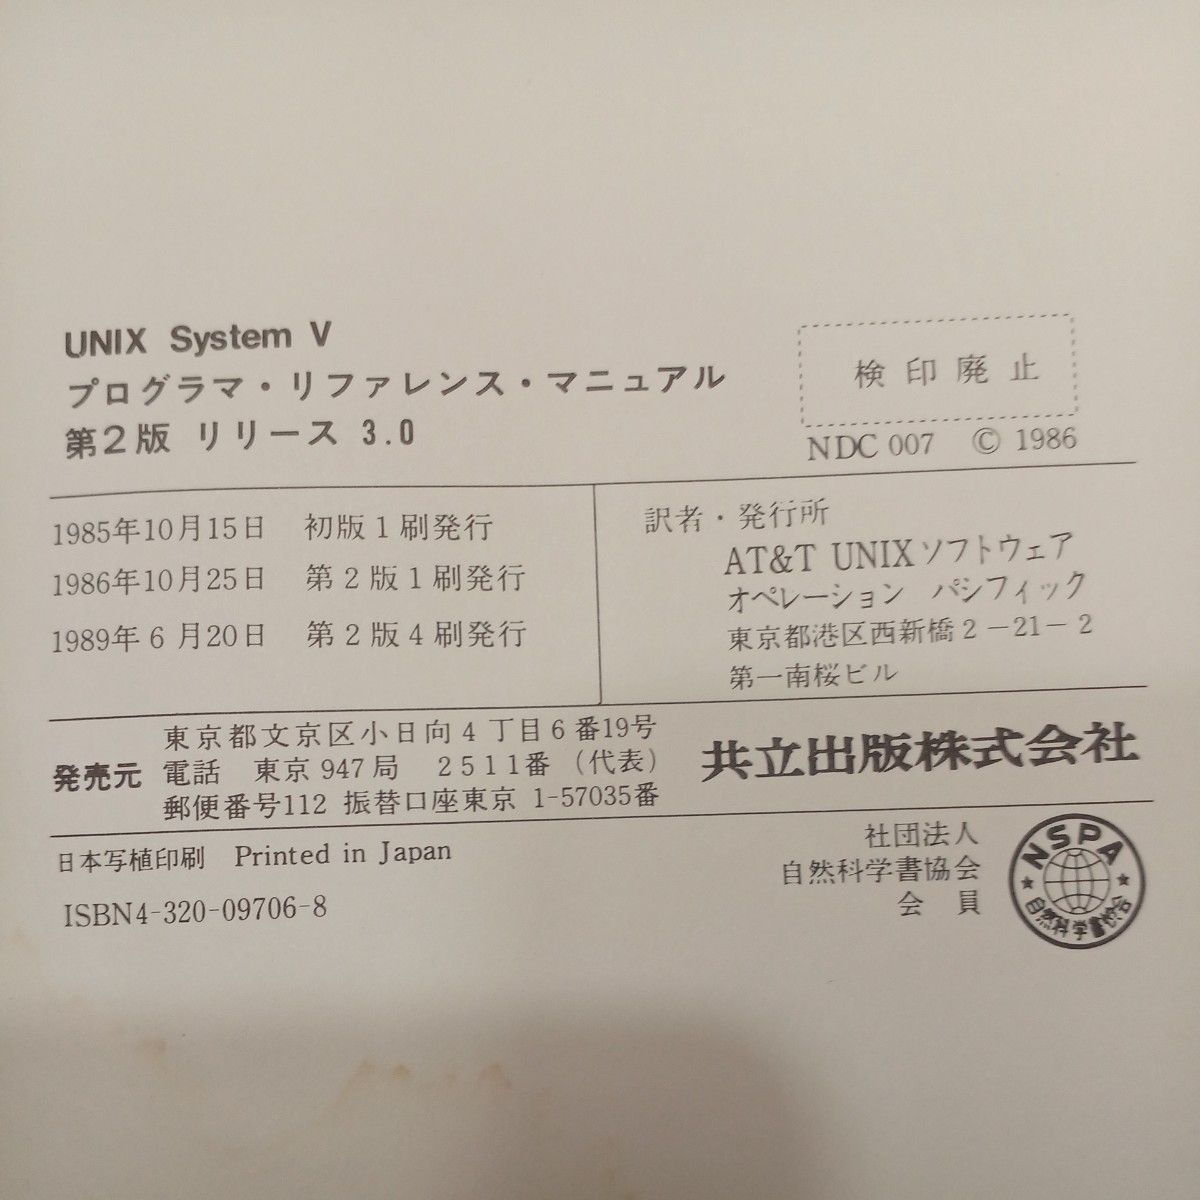 UNIX System V
プログラマ・リファレンス・マニュアル
第2版 リリース 3.0
検印廃止
NDC 007 © 1986
1985年10月15日 初版1刷発行
1986年10月25日 第2版1刷発行
1989年6月20日 第2版4刷発行
訳者・発行所
AT&T UNIXソフトウェア
オペレーション パシフィック
東京都港区西新橋2-21-2
第一南桜ビル
発売元
東京都文京区小日向4丁目6番19号
電話 東京947局 2511番(代表)
郵便番号112 振替口座東京 1-57035番
共立出版株式会社
日本写植印刷 Printed in Japan
ISBN4-320-09706-8
社団法人
自然科学書協会
会員
NSPA
自然科学書協会